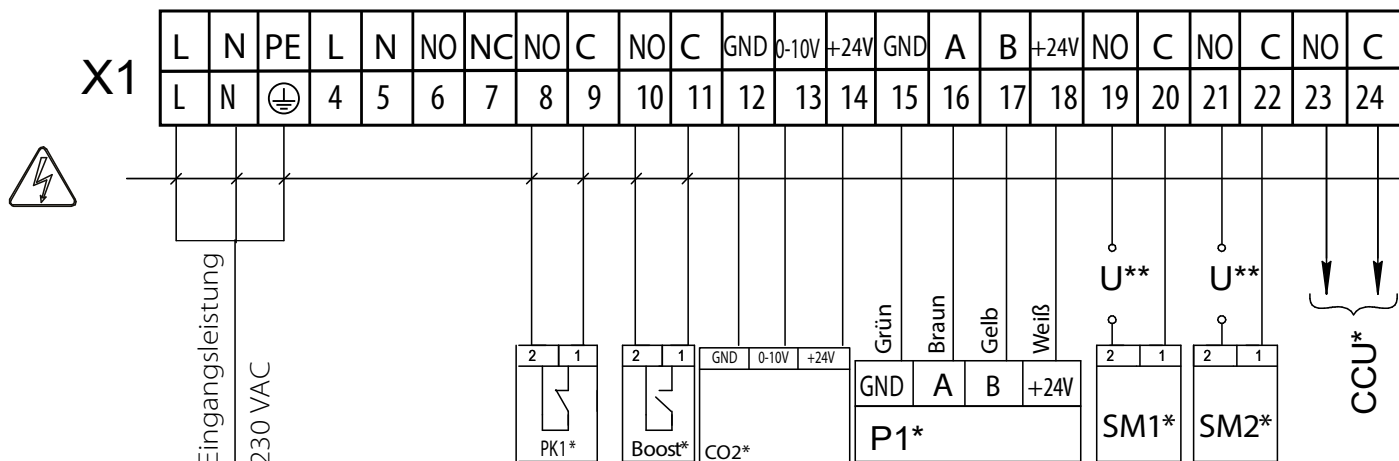 X1
L N PE L N NO NC NO C NO C GND 0-10V +24V GND A B +24V NO C NO C NO C
L N 4 5 6 7 8 9 10 11 12 13 14 15 16 17 18 19 20 21 22 23 24
U** U**
Eingangsleistung
230 VAC
Grün
Braun
Gelb
Weiß
2 1
PK1*
2 1
Boost*
GND 0-10V +24V
CO2*
GND A B +24V
P1*
2 1
SM1*
2 1
SM2*
CCU*